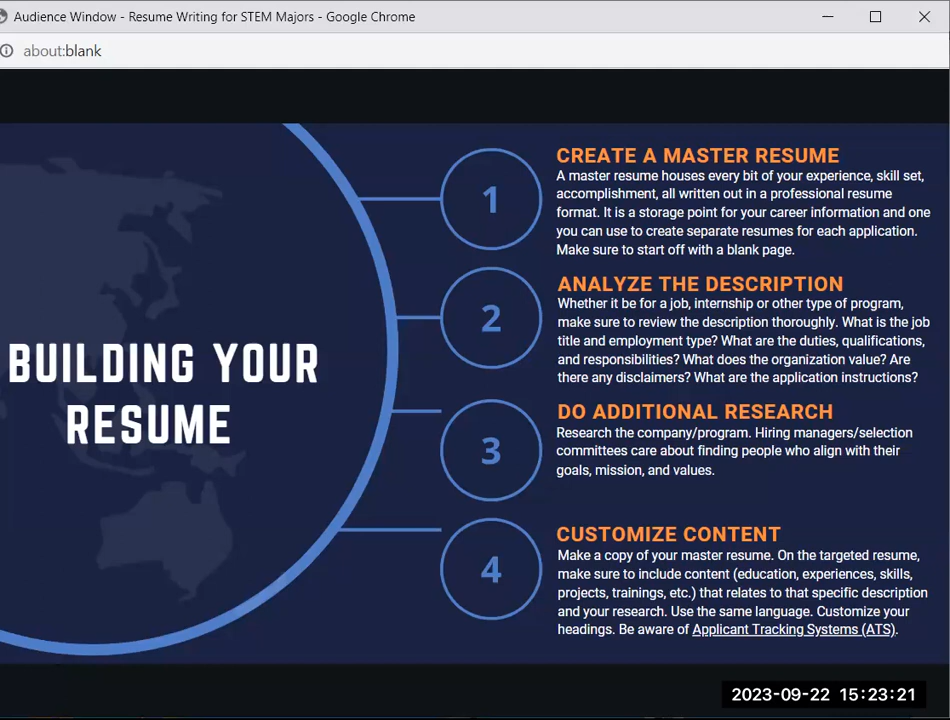 Audience Window - Resume Writing for STEM Majors - Google Chrome
about:blank
BUILDING YOUR
RESUME
1
CREATE A MASTER RESUME
A master resume houses every bit of your experience, skill set,
accomplishment, all written out in a professional resume
format. It is a storage point for your career information and one
you can use to create separate resumes for each application.
Make sure to start off with a blank page.
2
ANALYZE THE DESCRIPTION
Whether it be for a job, internship or other type of program,
make sure to review the description thoroughly. What is the job
title and employment type? What are the duties, qualifications,
and responsibilities? What does the organization value? Are
there any disclaimers? What are the application instructions?
3
DO ADDITIONAL RESEARCH
Research the company/program. Hiring managers/selection
committees care about finding people who align with their
goals, mission, and values.
4
CUSTOMIZE CONTENT
Make a copy of your master resume. On the targeted resume,
make sure to include content (education, experiences, skills,
projects, trainings, etc.) that relates to that specific description
and your research. Use the same language. Customize your
headings. Be aware of Applicant Tracking Systems (ATS).
2023-09-22 15:23:21